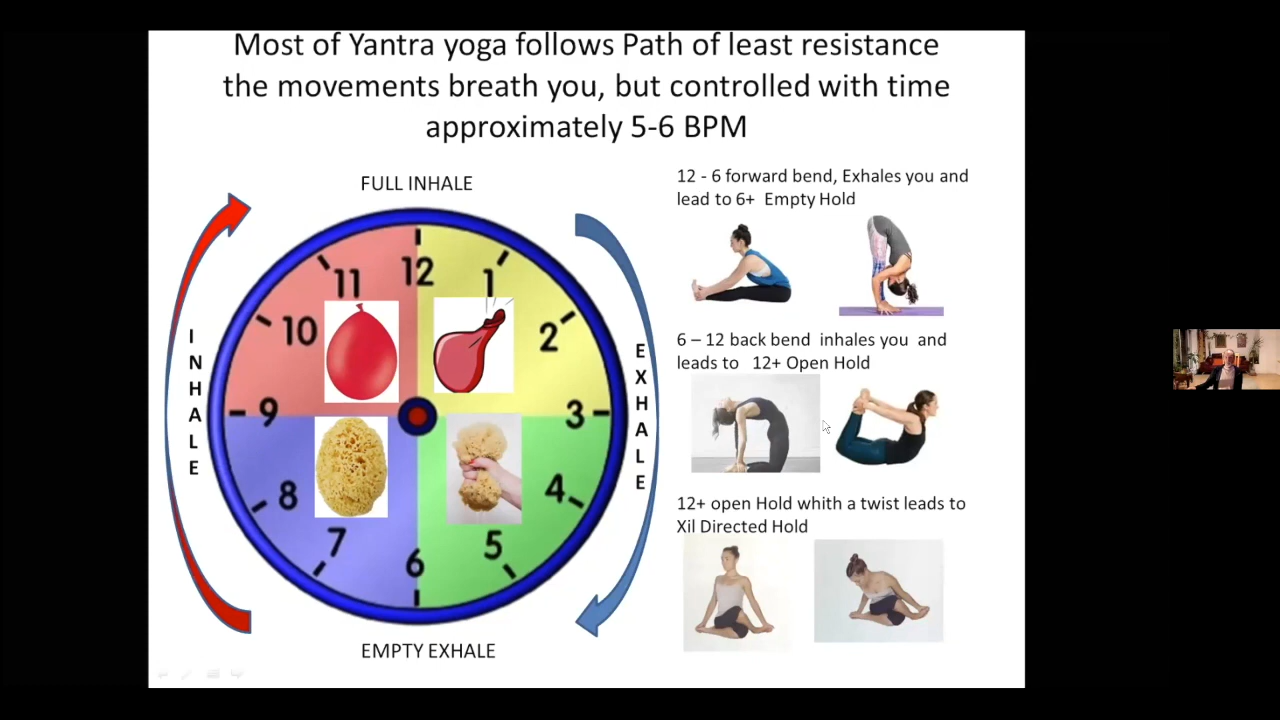 Most of Yantra yoga follows Path of least resistance
the movements breath you, but controlled with time
approximately 5-6 BPM
FULL INHALE
INHALE
12
1
2
3
4
5
6
7
8
9
10
11
EXHALE
EMPTY EXHALE
12 - 6 forward bend, Exhales you and
lead to 6+ Empty Hold
6 – 12 back bend inhales you and
leads to 12+ Open Hold
12+ open Hold whith a twist leads to
Xil Directed Hold